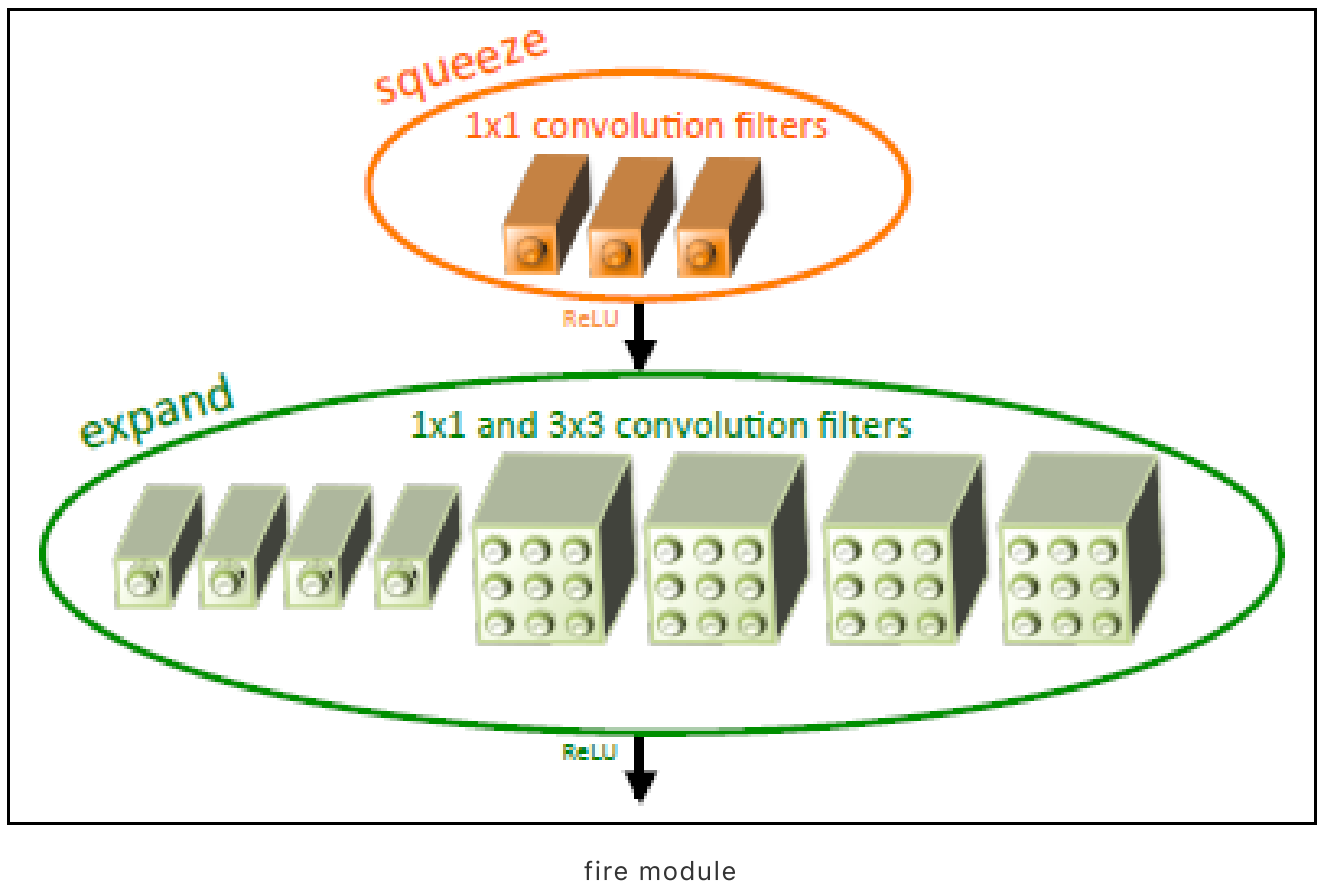 squeeze
1x1 convolution filters
ReLU
expand
1x1 and 3x3 convolution filters
ReLU
fire module